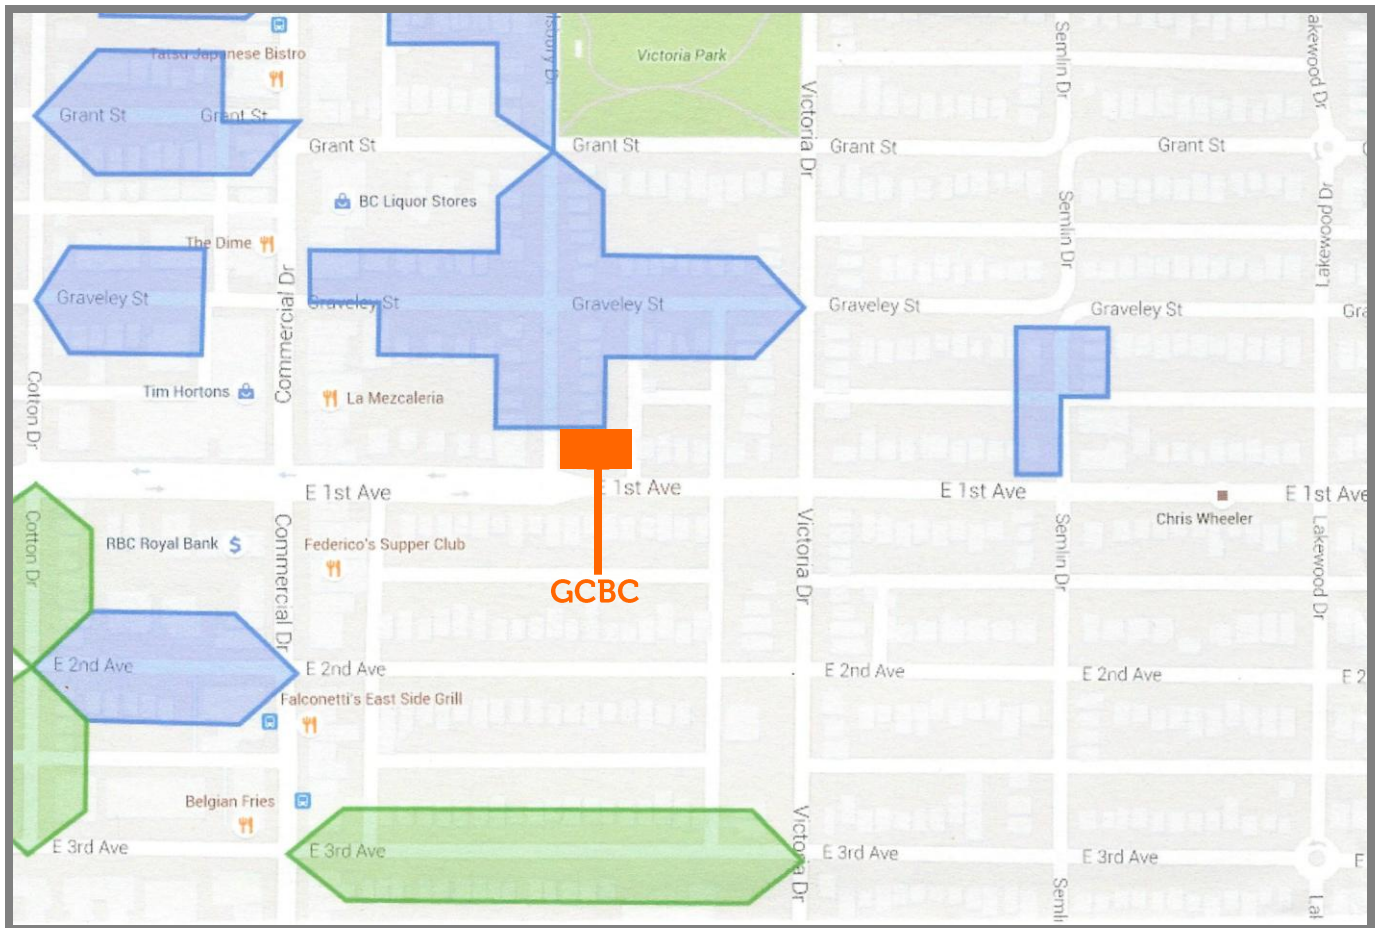 Tatsu Japanese Bistro
Victoria Park
Semlin Dr
akewood Dr
Grant St
Grant St
Victoria Dr
Grant St
Grant St
Grant St
Grant St
BC Liquor Stores
Semlin Dr
Lakewood Dr
The Dime
Graveley St
Commercial Dr
Graveley St
Graveley St
Graveley St
Graveley St
Gra
Tim Hortons
La Mezcaleria
Cotton Dr
E 1st Ave
E 1st Ave
E 1st Ave
E 1st Ave
Chris Wheeler
Cotton Dr
RBC Royal Bank
Commercial Dr
Federico's Supper Club
Victoria Dr
Semlin Dr
Lakewood Dr
GCBC
E 2nd Ave
E 2nd Ave
E 2nd Ave
E 2nd Ave
E 2
Falconetti's East Side Grill
Belgian Fries
Victoria Dr
E 3rd Ave
E 3rd Ave
E 3rd Ave
E 3rd Ave
E
Semli
Lal